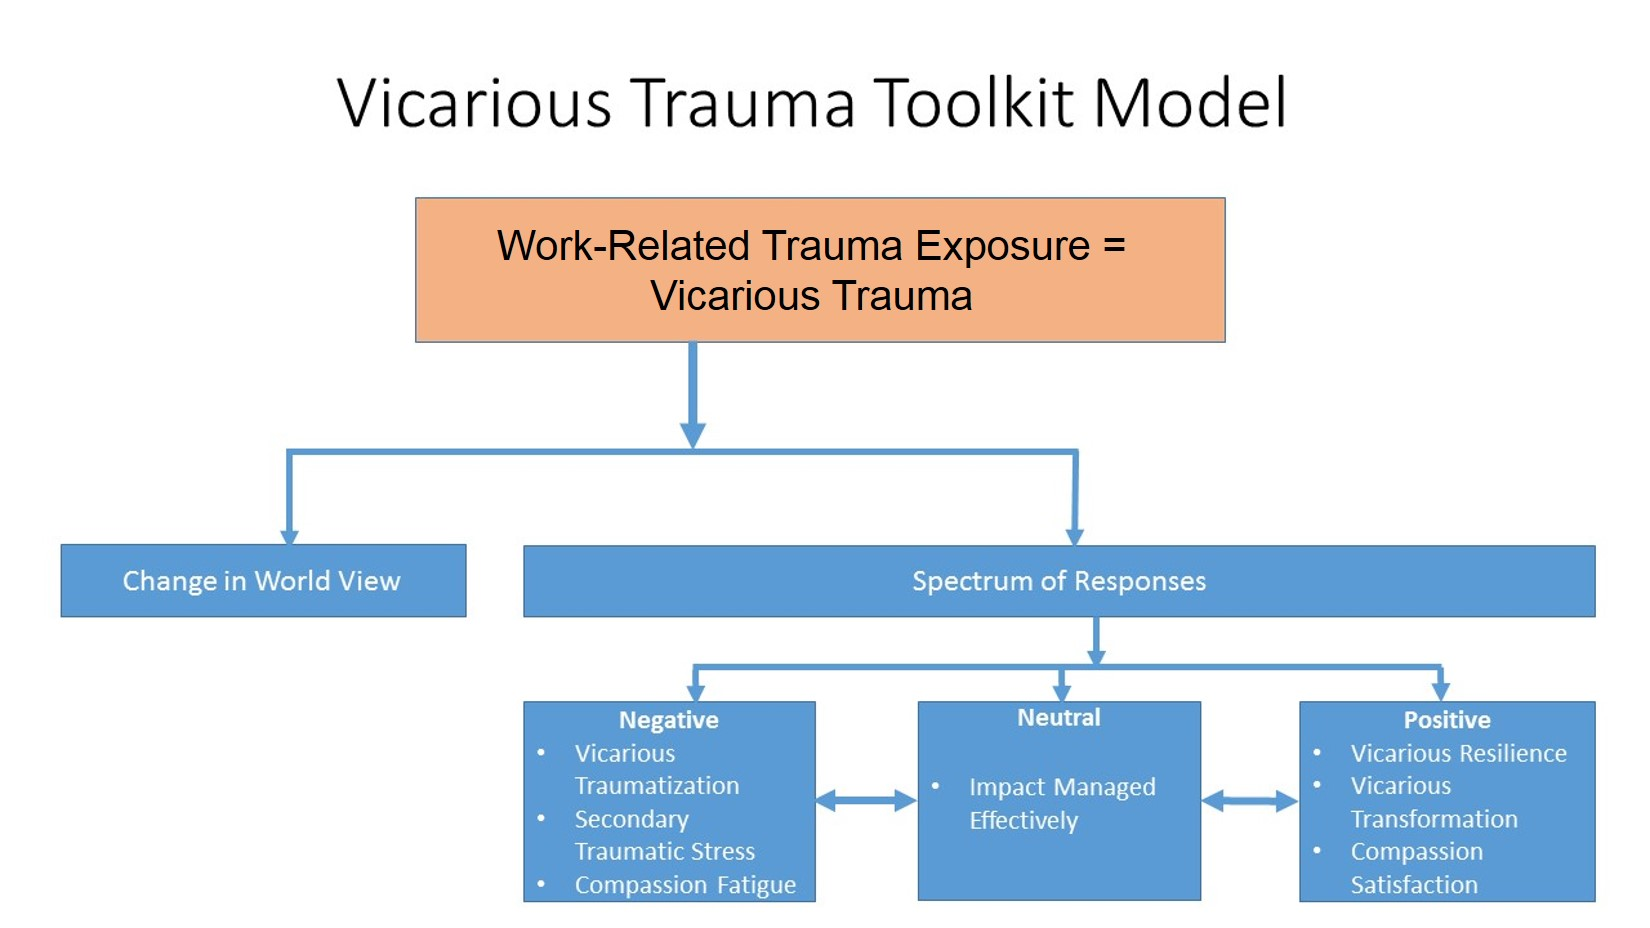 Vicarious Trauma Toolkit Model
Work-Related Trauma Exposure =
Vicarious Trauma
Change in World View
Spectrum of Responses
Negative
• Vicarious
Traumatization
• Secondary
Traumatic Stress
• Compassion Fatigue
Neutral
• Impact Managed
Effectively
Positive
• Vicarious Resilience
• Vicarious
Transformation
• Compassion
Satisfaction